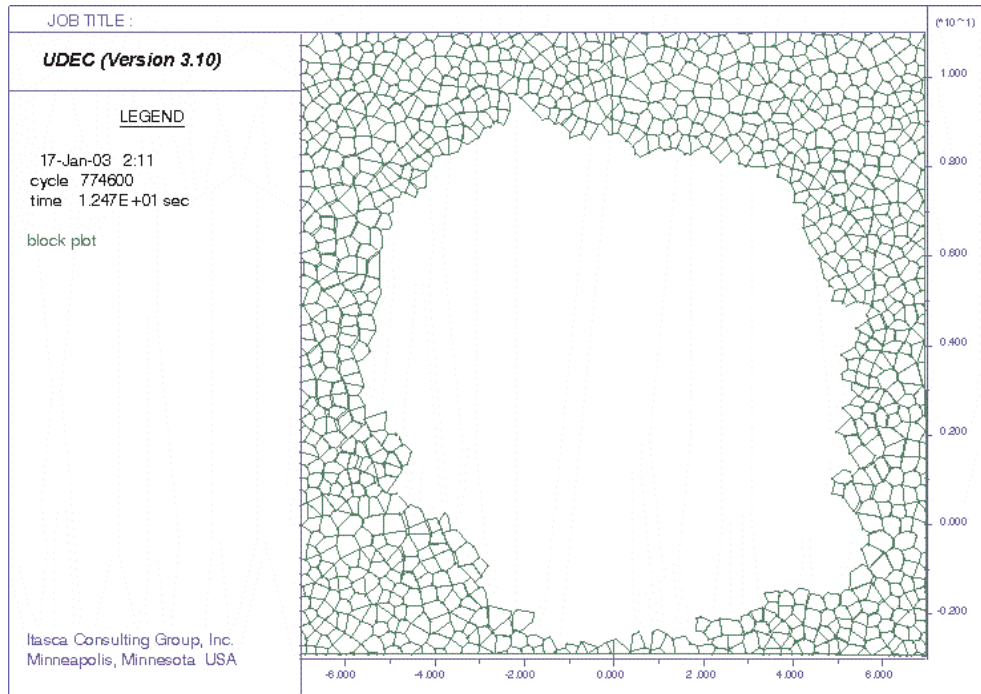 JOB TITLE :
UDEC (Version 3.10)
LEGEND
17-Jan-03 2:11
cycle 774600
time 1.247E+01 sec
block plot
Itasca Consulting Group, Inc.
Minneapolis, Minnesota USA
(*10^1)
1.000
0.800
0.600
0.400
0.200
0.000
-0.200
-6.000 -4.000 -2.000 0.000 2.000 4.000 6.000